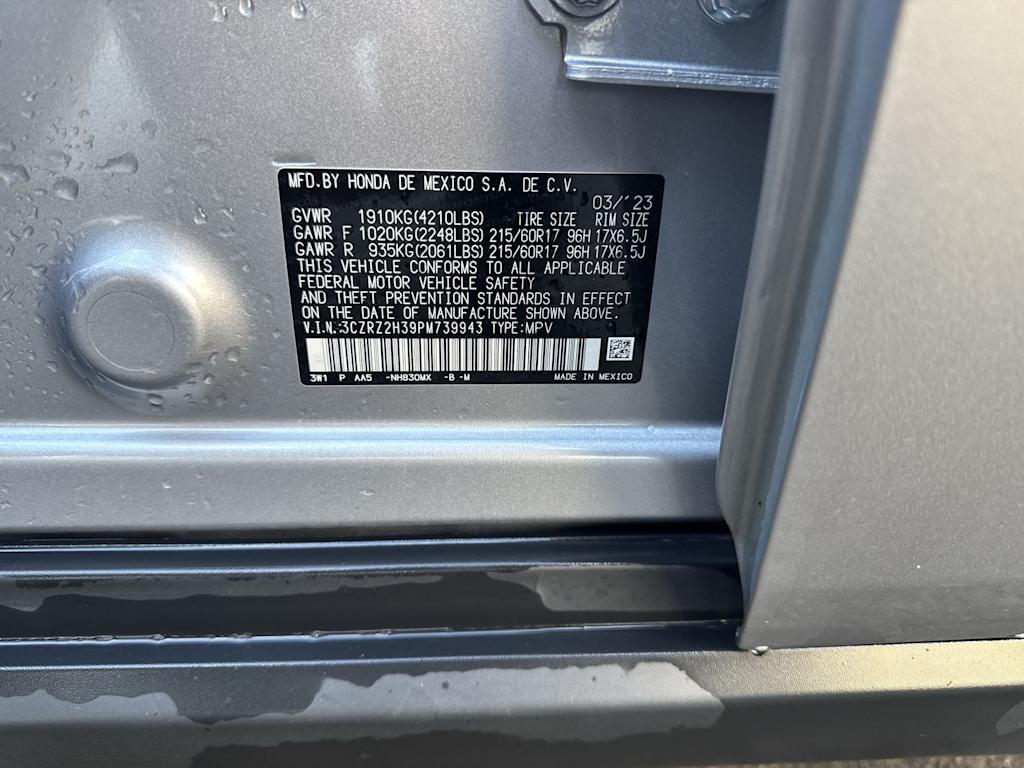 MFD.BY HONDA DE MEXICO S.A. DE C.V.
03/'23
GVWR 1910KG(4210LBS) TIRE SIZE RIM SIZE
GAWR F 1020KG(2248LBS) 215/60R17 96H 17X6.5J
GAWR R 935KG(2061LBS) 215/60R17 96H 17X6.5J
THIS VEHICLE CONFORMS TO ALL APPLICABLE
FEDERAL MOTOR VEHICLE SAFETY
AND THEFT PREVENTION STANDARDS IN EFFECT
ON THE DATE OF MANUFACTURE SHOWN ABOVE.
V.I.N.:3CZRZ2H39PM739943 TYPE:MPV
3W1 P AA5 -NH830MX -B -M MADE IN MEXICO